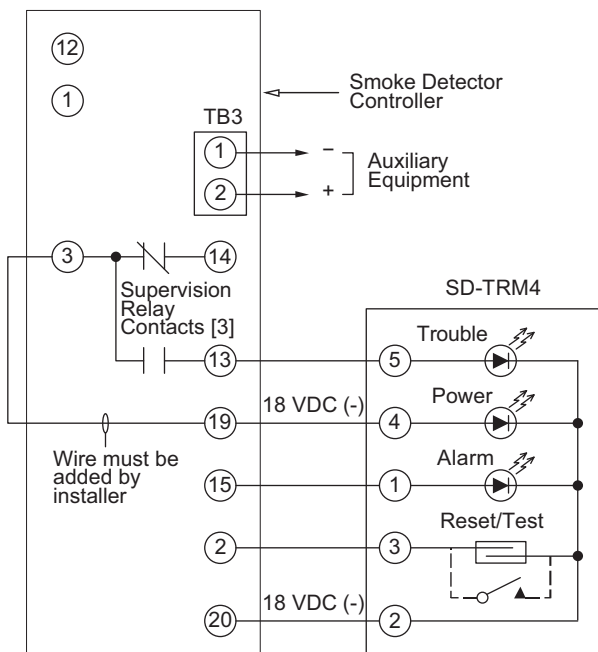 12
1
Smoke Detector
Controller
TB3
1
−
2
+
Auxiliary
Equipment
3
14
Supervision
Relay
Contacts [3]
13
SD-TRM4
5
Trouble
19
18 VDC (-)
4
Power
Wire must be
added by
installer
15
1
Alarm
2
3
Reset/Test
20
18 VDC (-)
2